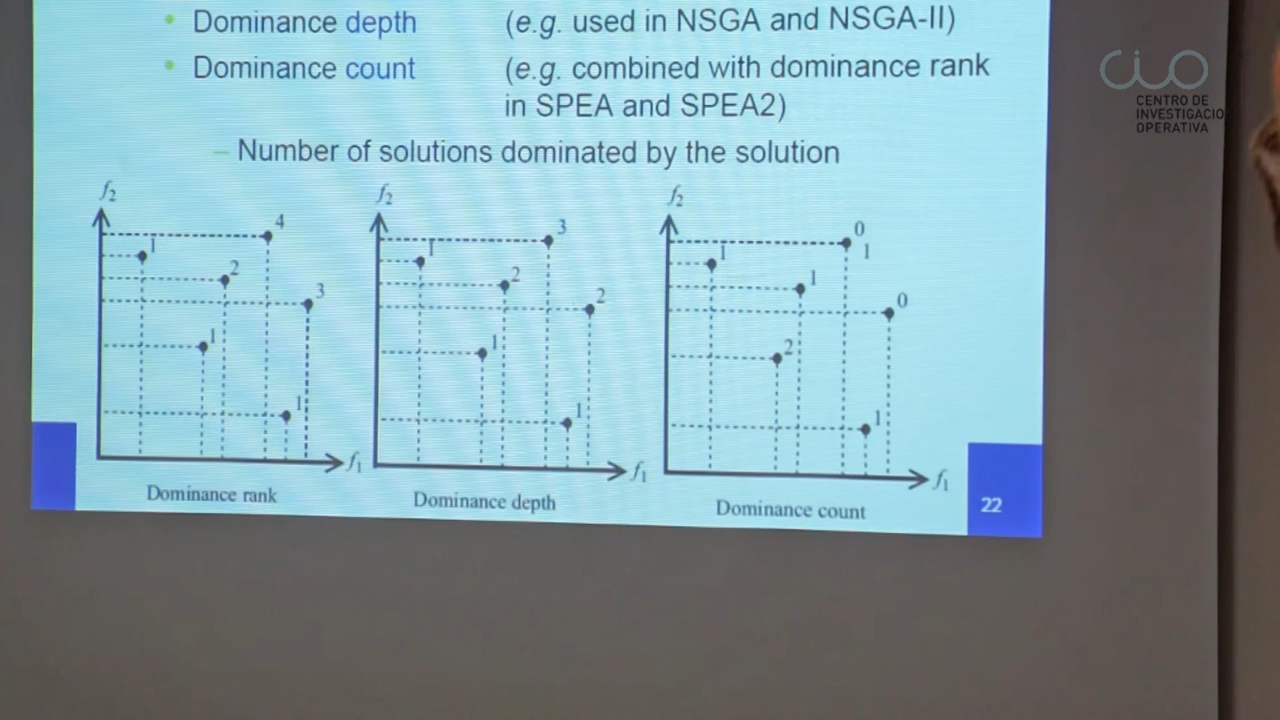 Dominance depth (e.g. used in NSGA and NSGA-II)
Dominance count (e.g. combined with dominance rank
in SPEA and SPEA2)
– Number of solutions dominated by the solution
f₂
4
1
2
3
1
1
f₁
Dominance rank
f₂
3
1
2
2
1
1
f₁
Dominance depth
f₂
0
1
1
1
0
2
1
f₁
Dominance count
22
CIO
CENTRO DE
INVESTIGACIO
OPERATIVA